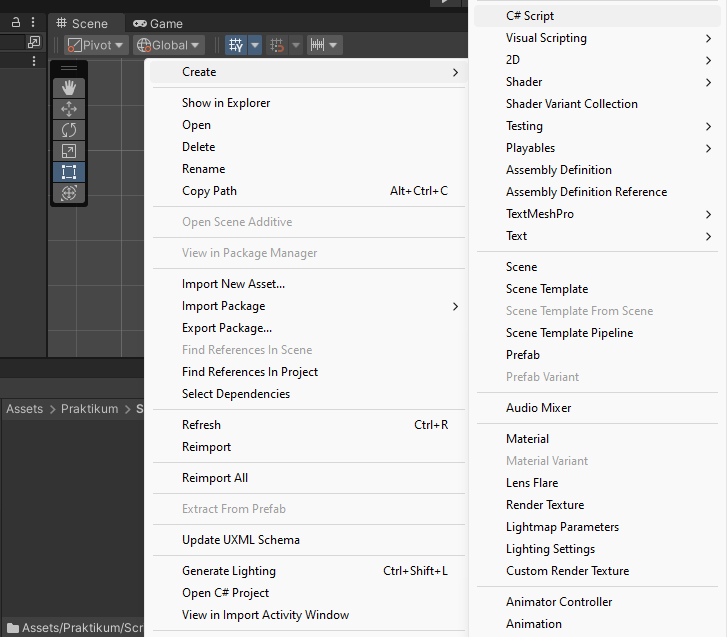 Scene
Game
Pivot
Global
Create
Show in Explorer
Open
Delete
Rename
Copy Path Alt+Ctrl+C
Open Scene Additive
View in Package Manager
Import New Asset...
Import Package
Export Package...
Find References In Scene
Find References In Project
Select Dependencies
Refresh Ctrl+R
Reimport
Reimport All
Extract From Prefab
Update UXML Schema
Generate Lighting Ctrl+Shift+L
Open C# Project
View in Import Activity Window
C# Script
Visual Scripting
2D
Shader
Shader Variant Collection
Testing
Playables
Assembly Definition
Assembly Definition Reference
TextMeshPro
Text
Scene
Scene Template
Scene Template From Scene
Scene Template Pipeline
Prefab
Prefab Variant
Audio Mixer
Material
Material Variant
Lens Flare
Render Texture
Lightmap Parameters
Lighting Settings
Custom Render Texture
Animator Controller
Animation
Assets > Praktikum > S
Assets/Praktikum/Scr